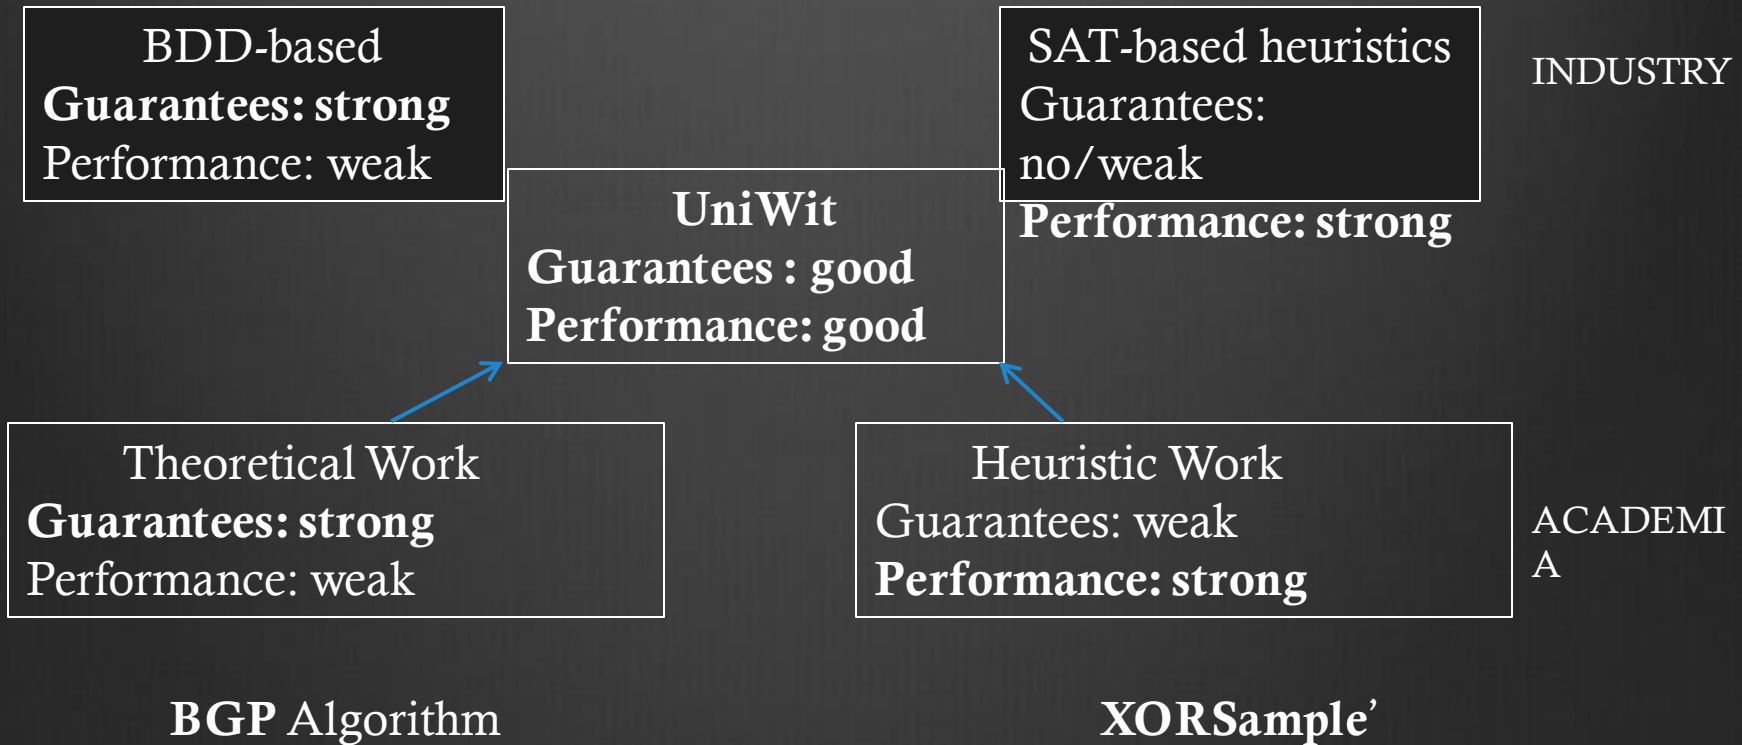 BDD-based
Guarantees: strong
Performance: weak
SAT-based heuristics
Guarantees:
no/weak
Performance: strong
INDUSTRY
UniWit
Guarantees : good
Performance: good
Theoretical Work
Guarantees: strong
Performance: weak
Heuristic Work
Guarantees: weak
Performance: strong
ACADEMI
A
BGP Algorithm
XORSample’